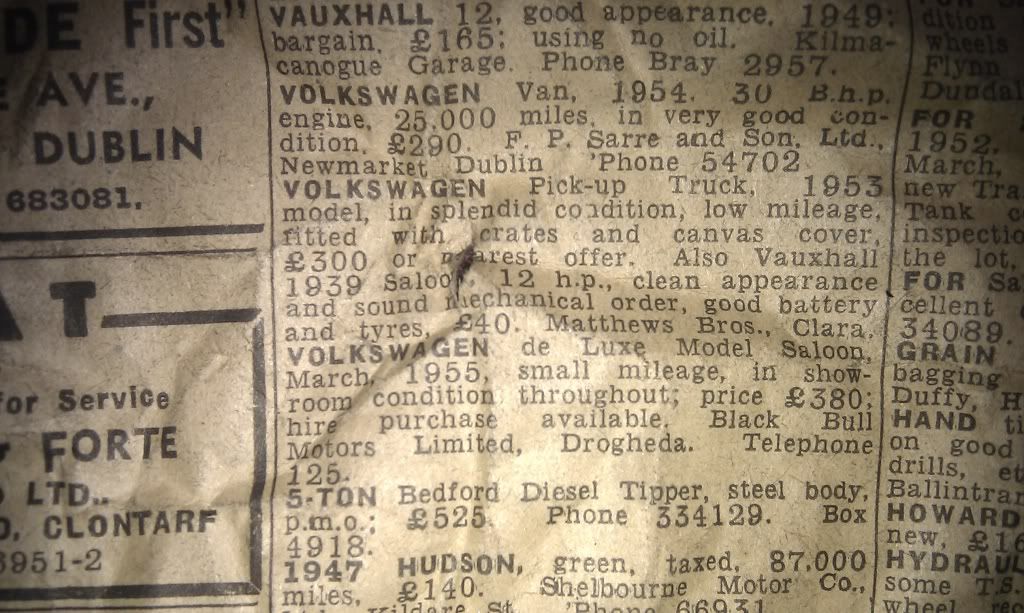 DE First"
AVE.,
DUBLIN
683081.
T
for Service
FORTE
LTD..
CLONTARF
3951-2
VAUXHALL 12, good appearance, 1949;
bargain, £165; using no oil. Kilma-
canogue Garage. Phone Bray 2957.
VOLKSWAGEN Van, 1954. 30 B.h.p.
engine, 25,000 miles, in very good con-
dition, £290. F. P. Sarre and Son, Ltd.,
Newmarket Dublin 'Phone 54702
VOLKSWAGEN Pick-up Truck, 1953
model, in splendid condition, low mileage,
fitted with crates and canvas cover,
£300 or nearest offer. Also Vauxhall
1939 Saloon, 12 h.p., clean appearance
and sound mechanical order, good battery
and tyres, £40. Matthews Bros., Clara.
VOLKSWAGEN de Luxe Model Saloon,
March, 1955, small mileage, in show-
room condition throughout; price £380;
hire purchase available. Black Bull
Motors Limited, Drogheda. Telephone
125.
5-TON Bedford Diesel Tipper, steel body,
p.m.o.; £525. Phone 334129. Box
4918.
1947 HUDSON, green, taxed, 87,000
miles, £140. Shelbourne Motor Co.,
Kildare St. 'Phone 66931
dition
wheels
Flynn
Dundal
FOR
1952.
March,
new Tra
Tank c
inspectio
the lot,
FOR Sa
cellent
34089.
GRAIN
bagging
Duffy, H
HAND ti
on good
drills, et
Ballintra
HOWARD
new, £16
HYDRAUL
some T.S.
wheel re